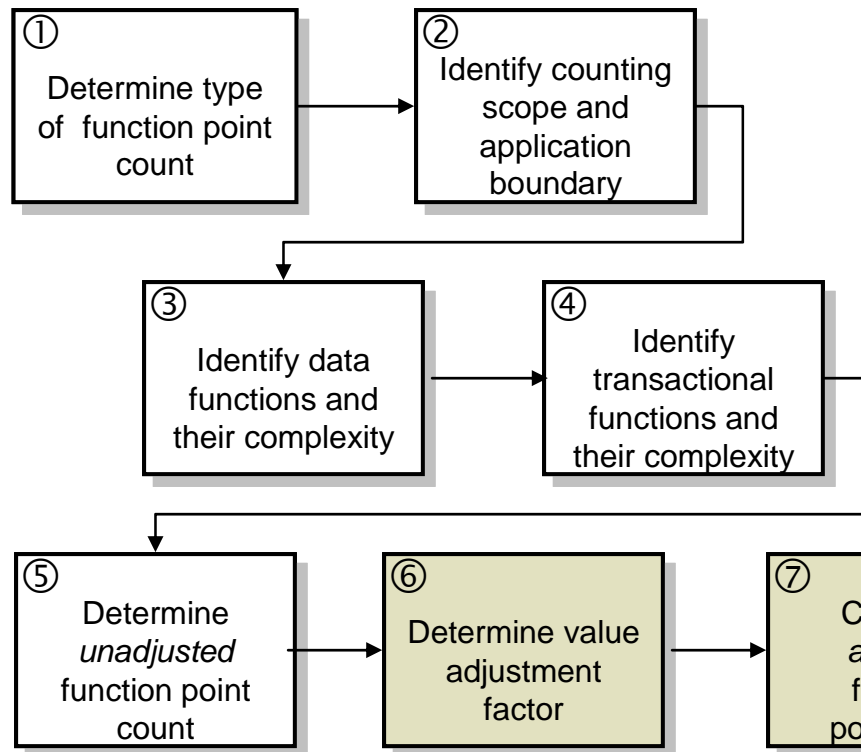 ①
Determine type
of function point
count
②
Identify counting
scope and
application
boundary
③
Identify data
functions and
their complexity
④
Identify
transactional
functions and
their complexity
⑤
Determine
unadjusted
function point
count
⑥
Determine value
adjustment
factor
⑦